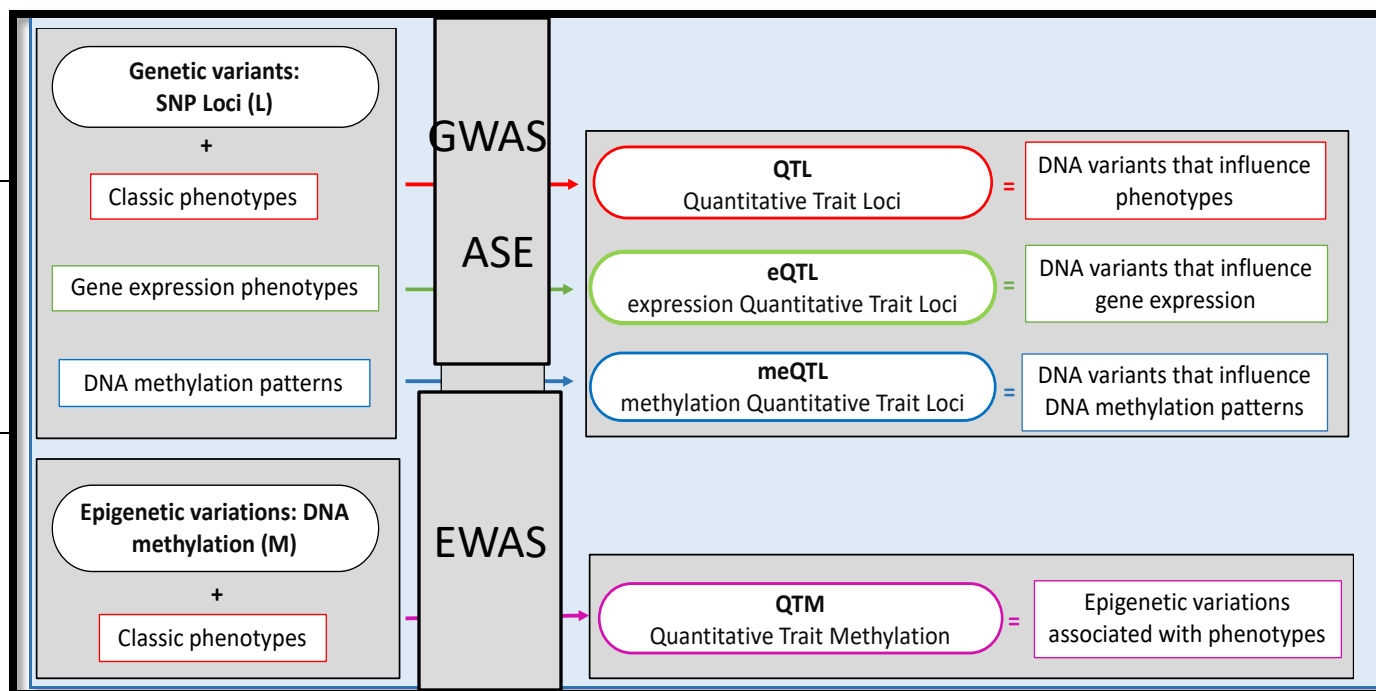 Genetic variants:
SNP Loci (L)
+
Classic phenotypes
Gene expression phenotypes
DNA methylation patterns
GWAS
ASE
QTL
Quantitative Trait Loci
=
DNA variants that influence
phenotypes
eQTL
expression Quantitative Trait Loci
=
DNA variants that influence
gene expression
meQTL
methylation Quantitative Trait Loci
=
DNA variants that influence
DNA methylation patterns
Epigenetic variations: DNA
methylation (M)
+
Classic phenotypes
EWAS
QTM
Quantitative Trait Methylation
=
Epigenetic variations
associated with phenotypes